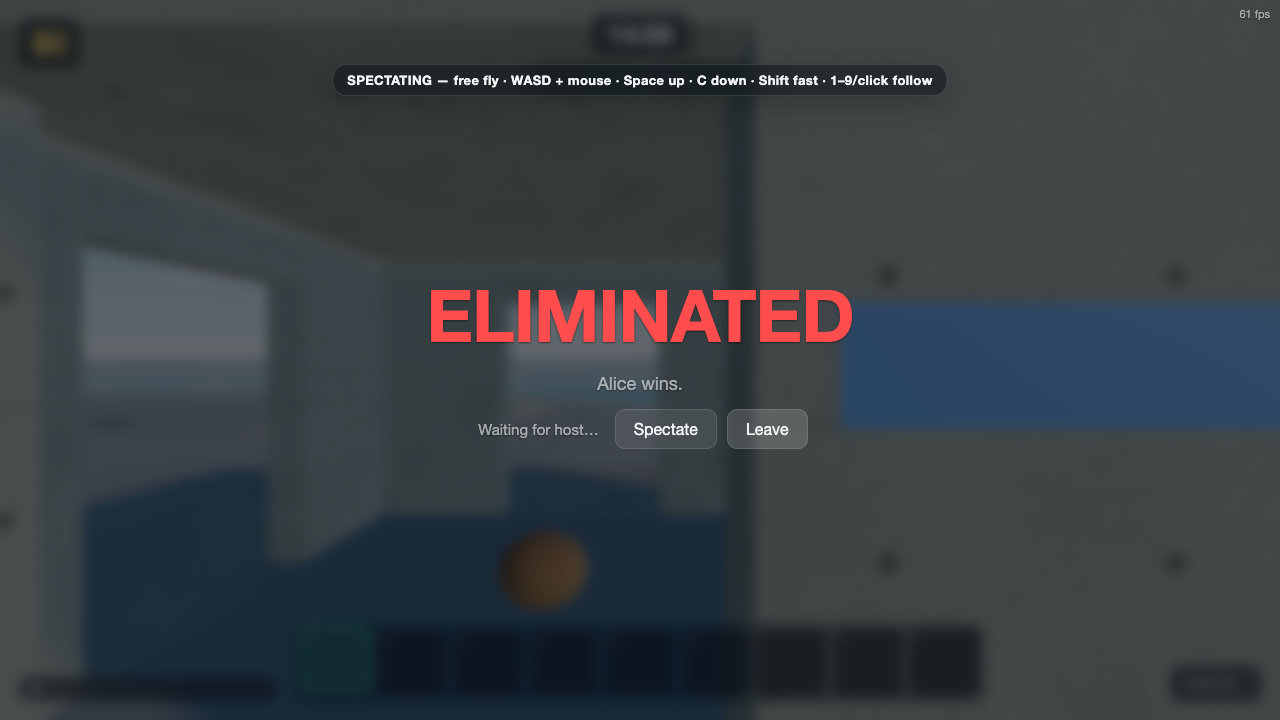 61 fps
SPECTATING — free fly · WASD + mouse · Space up · C down · Shift fast · 1–9/click follow
ELIMINATED
Alice wins.
Waiting for host… Spectate Leave